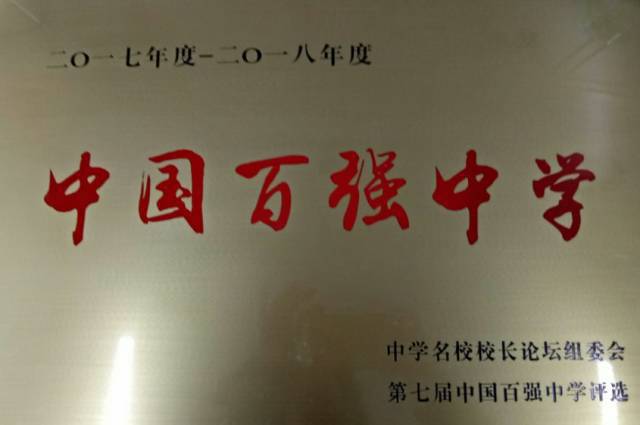 二〇一七年度-二〇一八年度
中国百强中学
中学名校校长论坛组委会
第七届中国百强中学评选